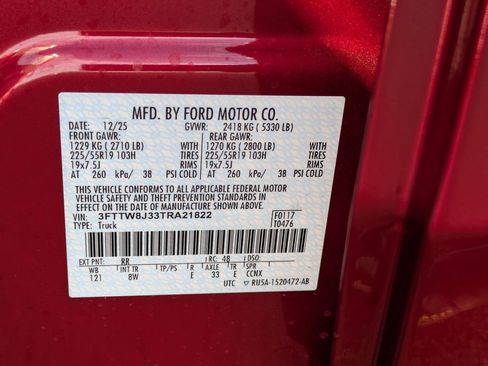 MFD. BY FORD MOTOR CO.
DATE: 12/25 GVWR: 2418 KG ( 5330 LB)
FRONT GAWR: REAR GAWR:
1229 KG ( 2710 LB) WITH 1270 KG ( 2800 LB) WITH
225/55R19 103H TIRES 225/55R19 103H TIRES
19x7.5J RIMS 19x7.5J RIMS
AT 260 kPa/ 38 PSI COLD AT 260 kPa/ 38 PSI COLD
THIS VEHICLE CONFORMS TO ALL APPLICABLE FEDERAL MOTOR
VEHICLE SAFETY AND THEFT PREVENTION STANDARDS IN
EFFECT ON THE DATE OF MANUFACTURE SHOWN ABOVE.
VIN: 3FTTW8J33TRA21822 F0117
TYPE: Truck T0476
EXT PNT: RR RC: 48 DSO:
WB INT TR TP/PS R AXLE TR SPR
121 8W E 33 E CCNX
UTC ▽ RU5A-1520472-AB